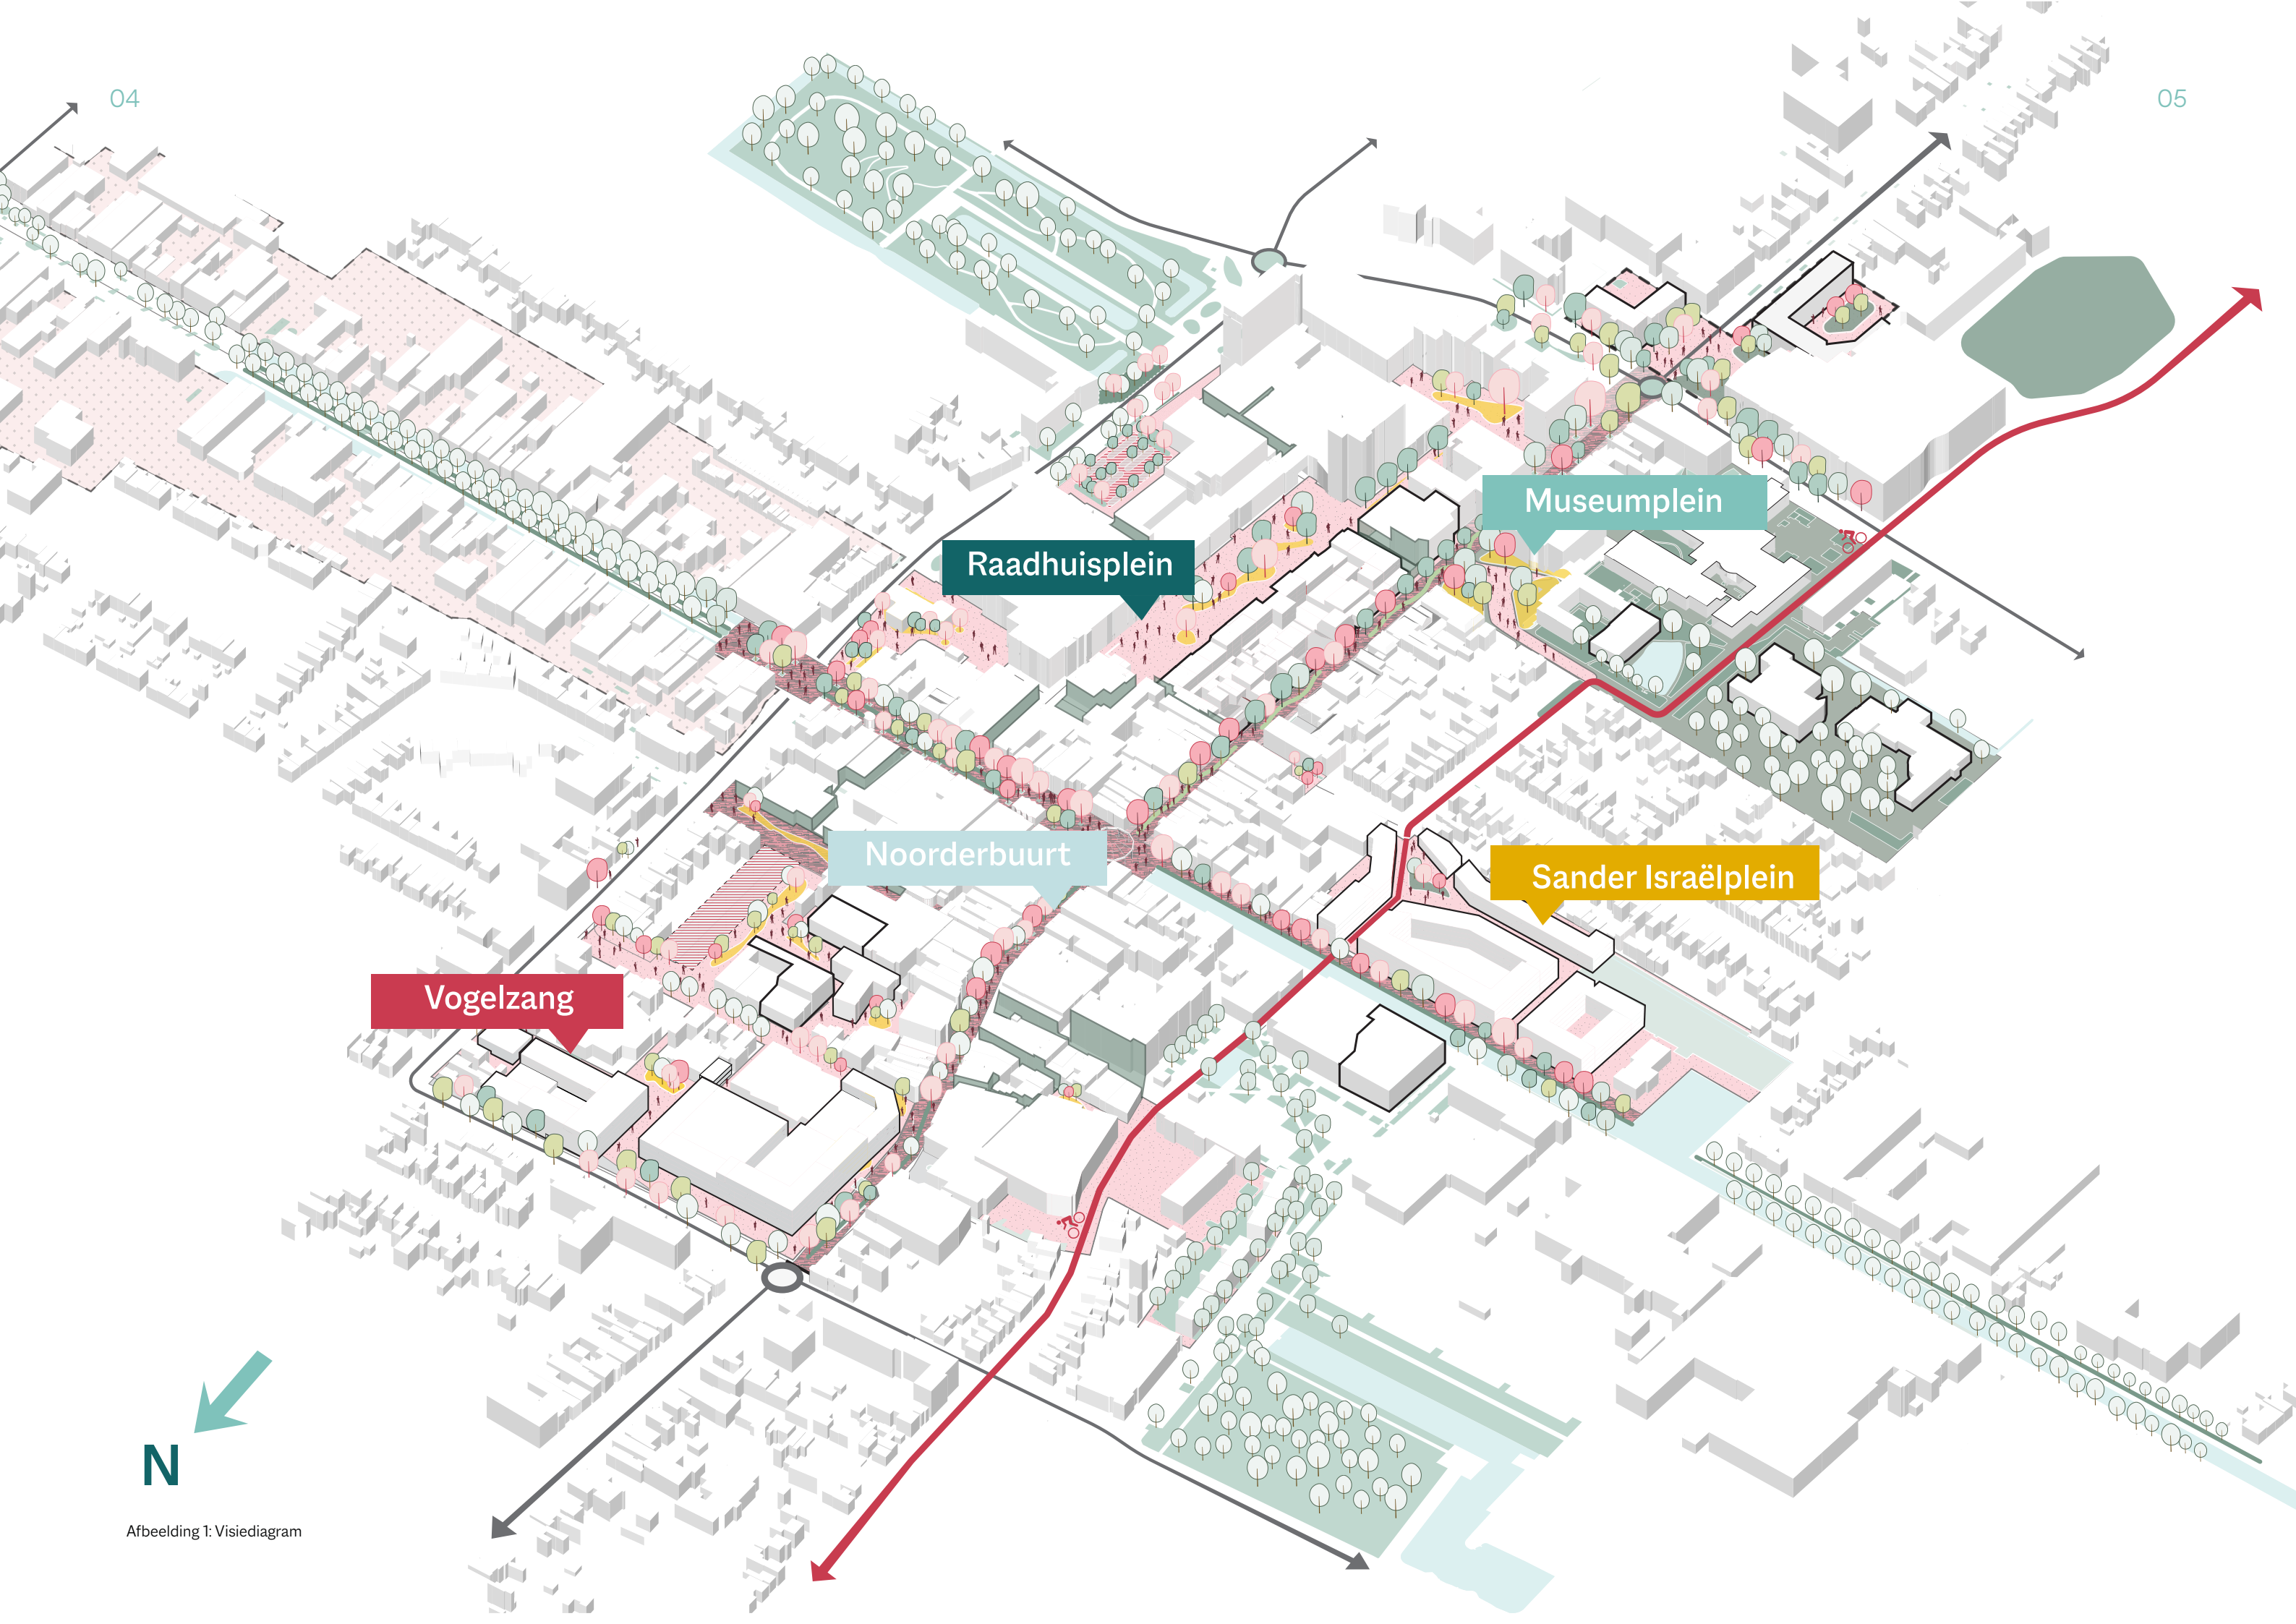 04
05
Museumplein
Raadhuisplein
Noorderbuurt
Sander Israëlplein
Vogelzang
N
Afbeelding 1: Visiediagram